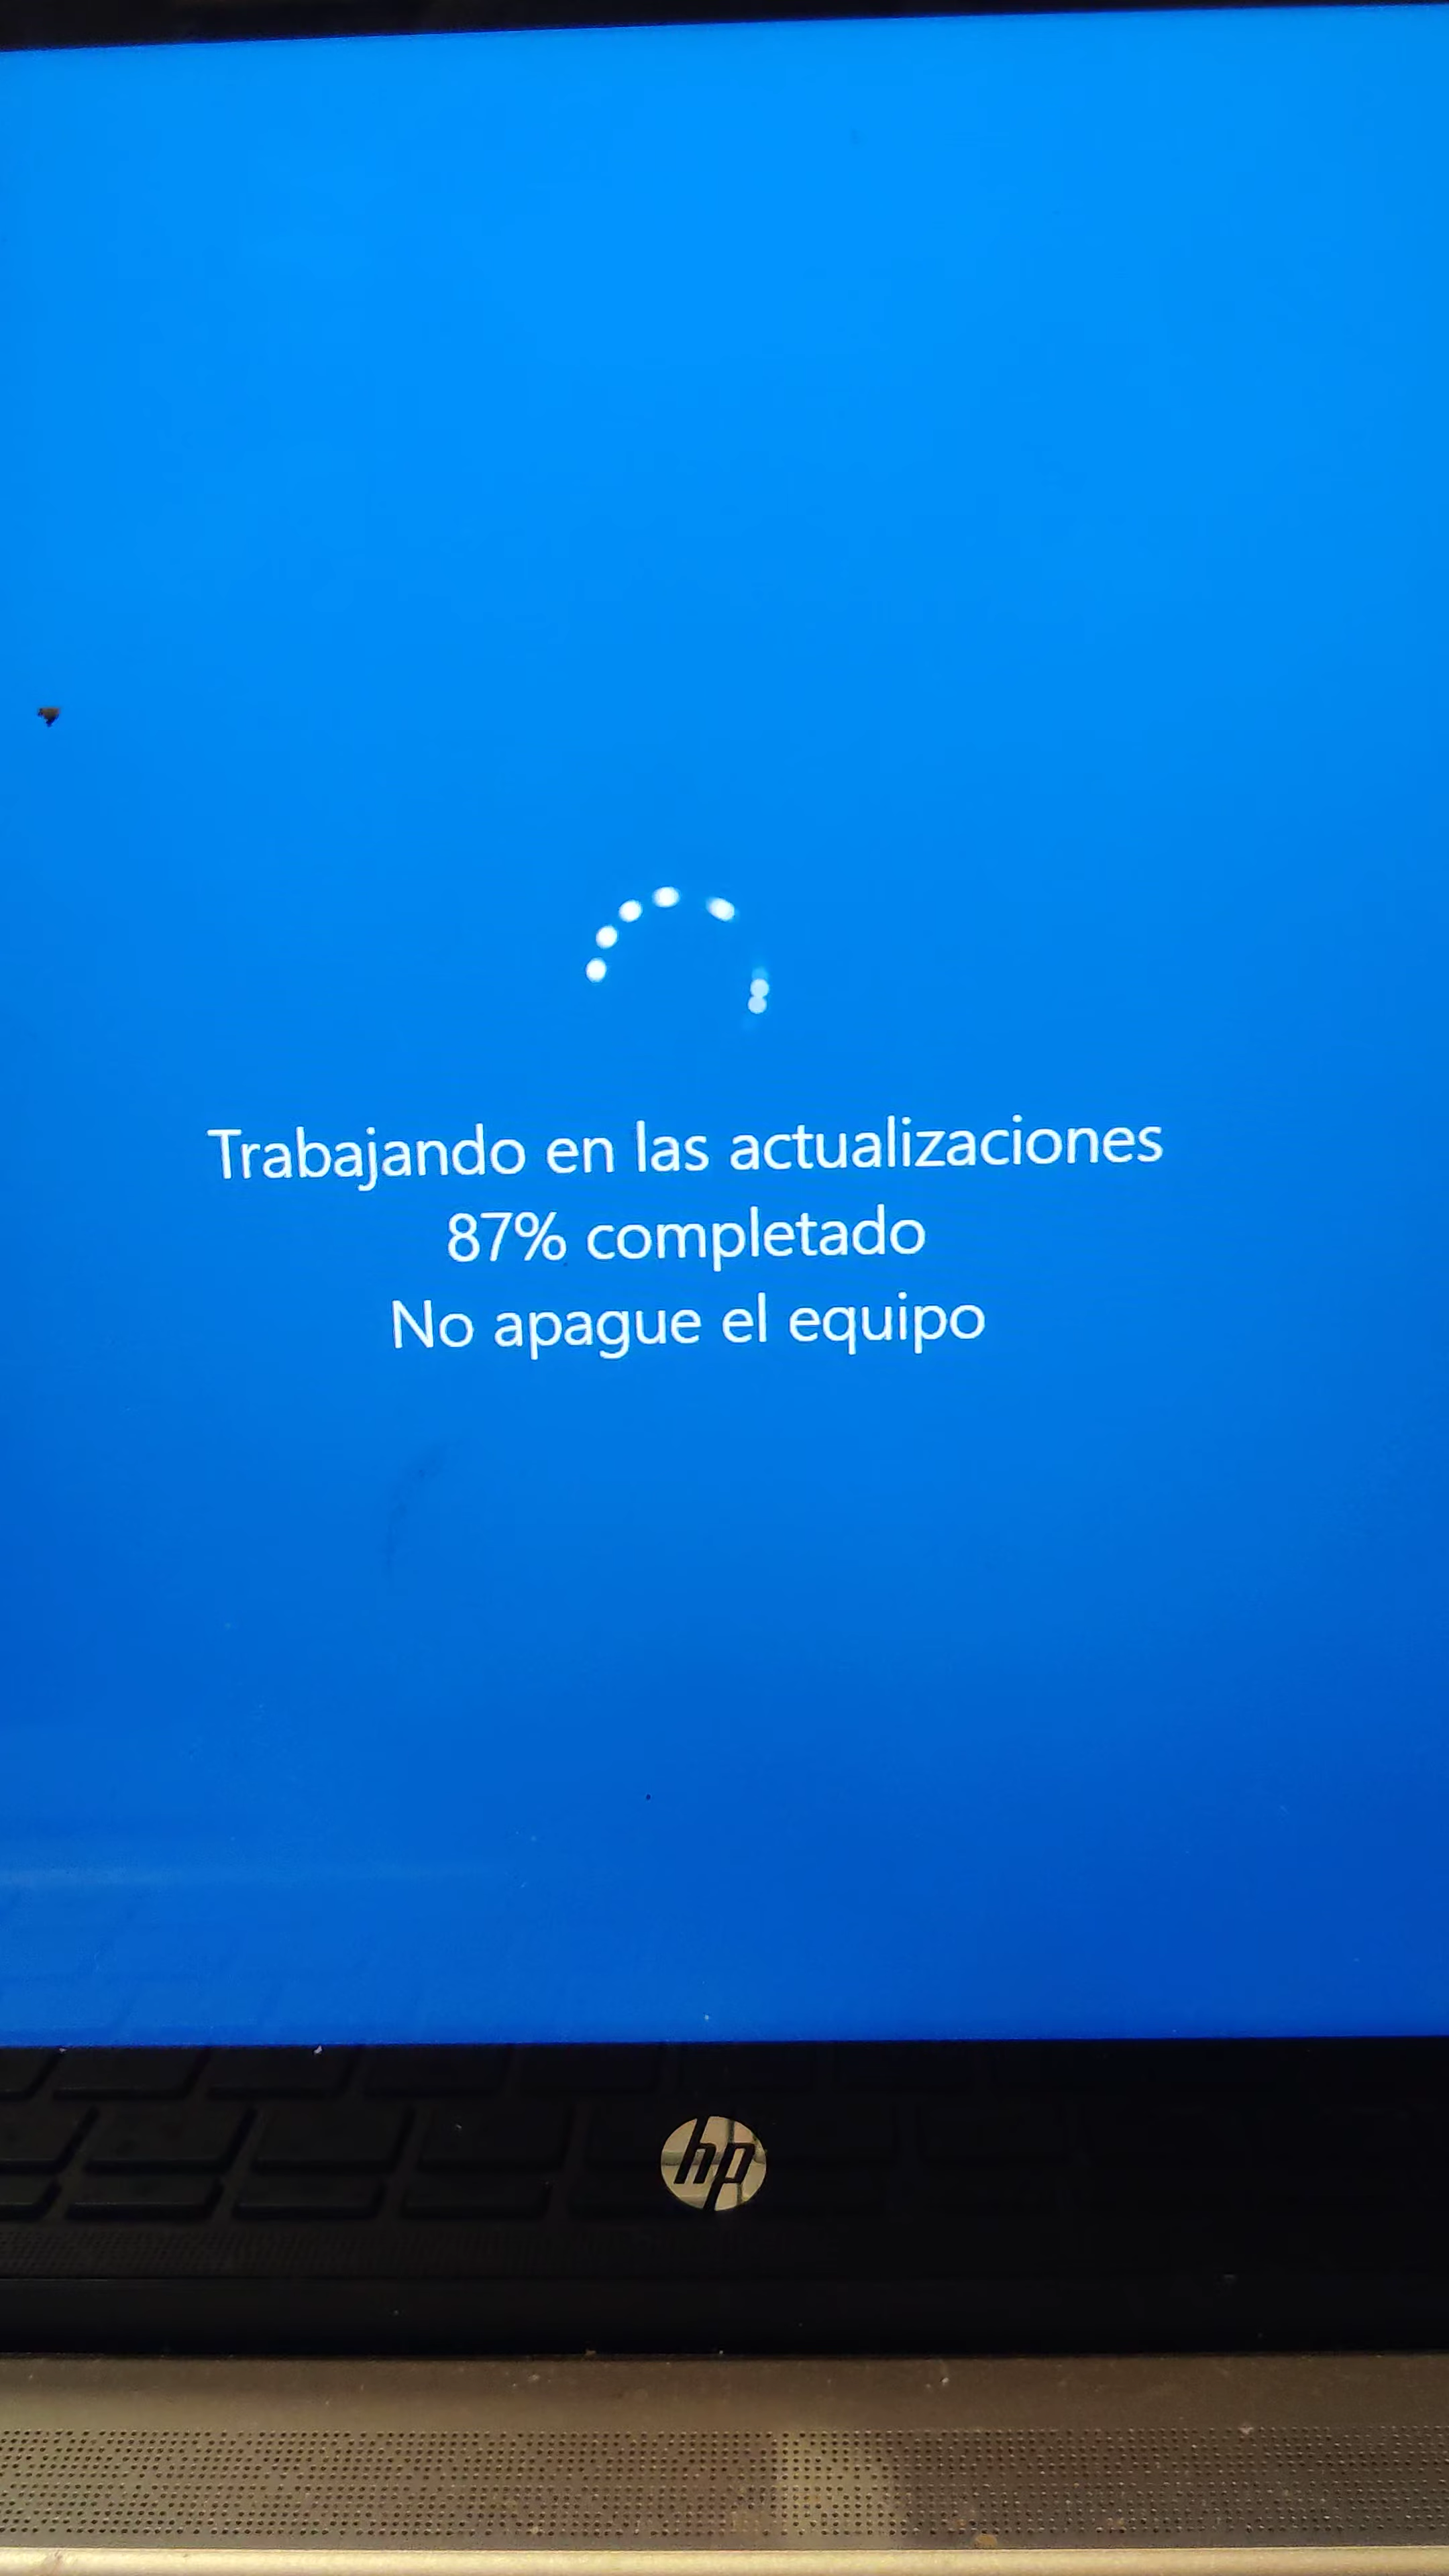 Trabajando en las actualizaciones
87% completado
No apague el equipo
hp